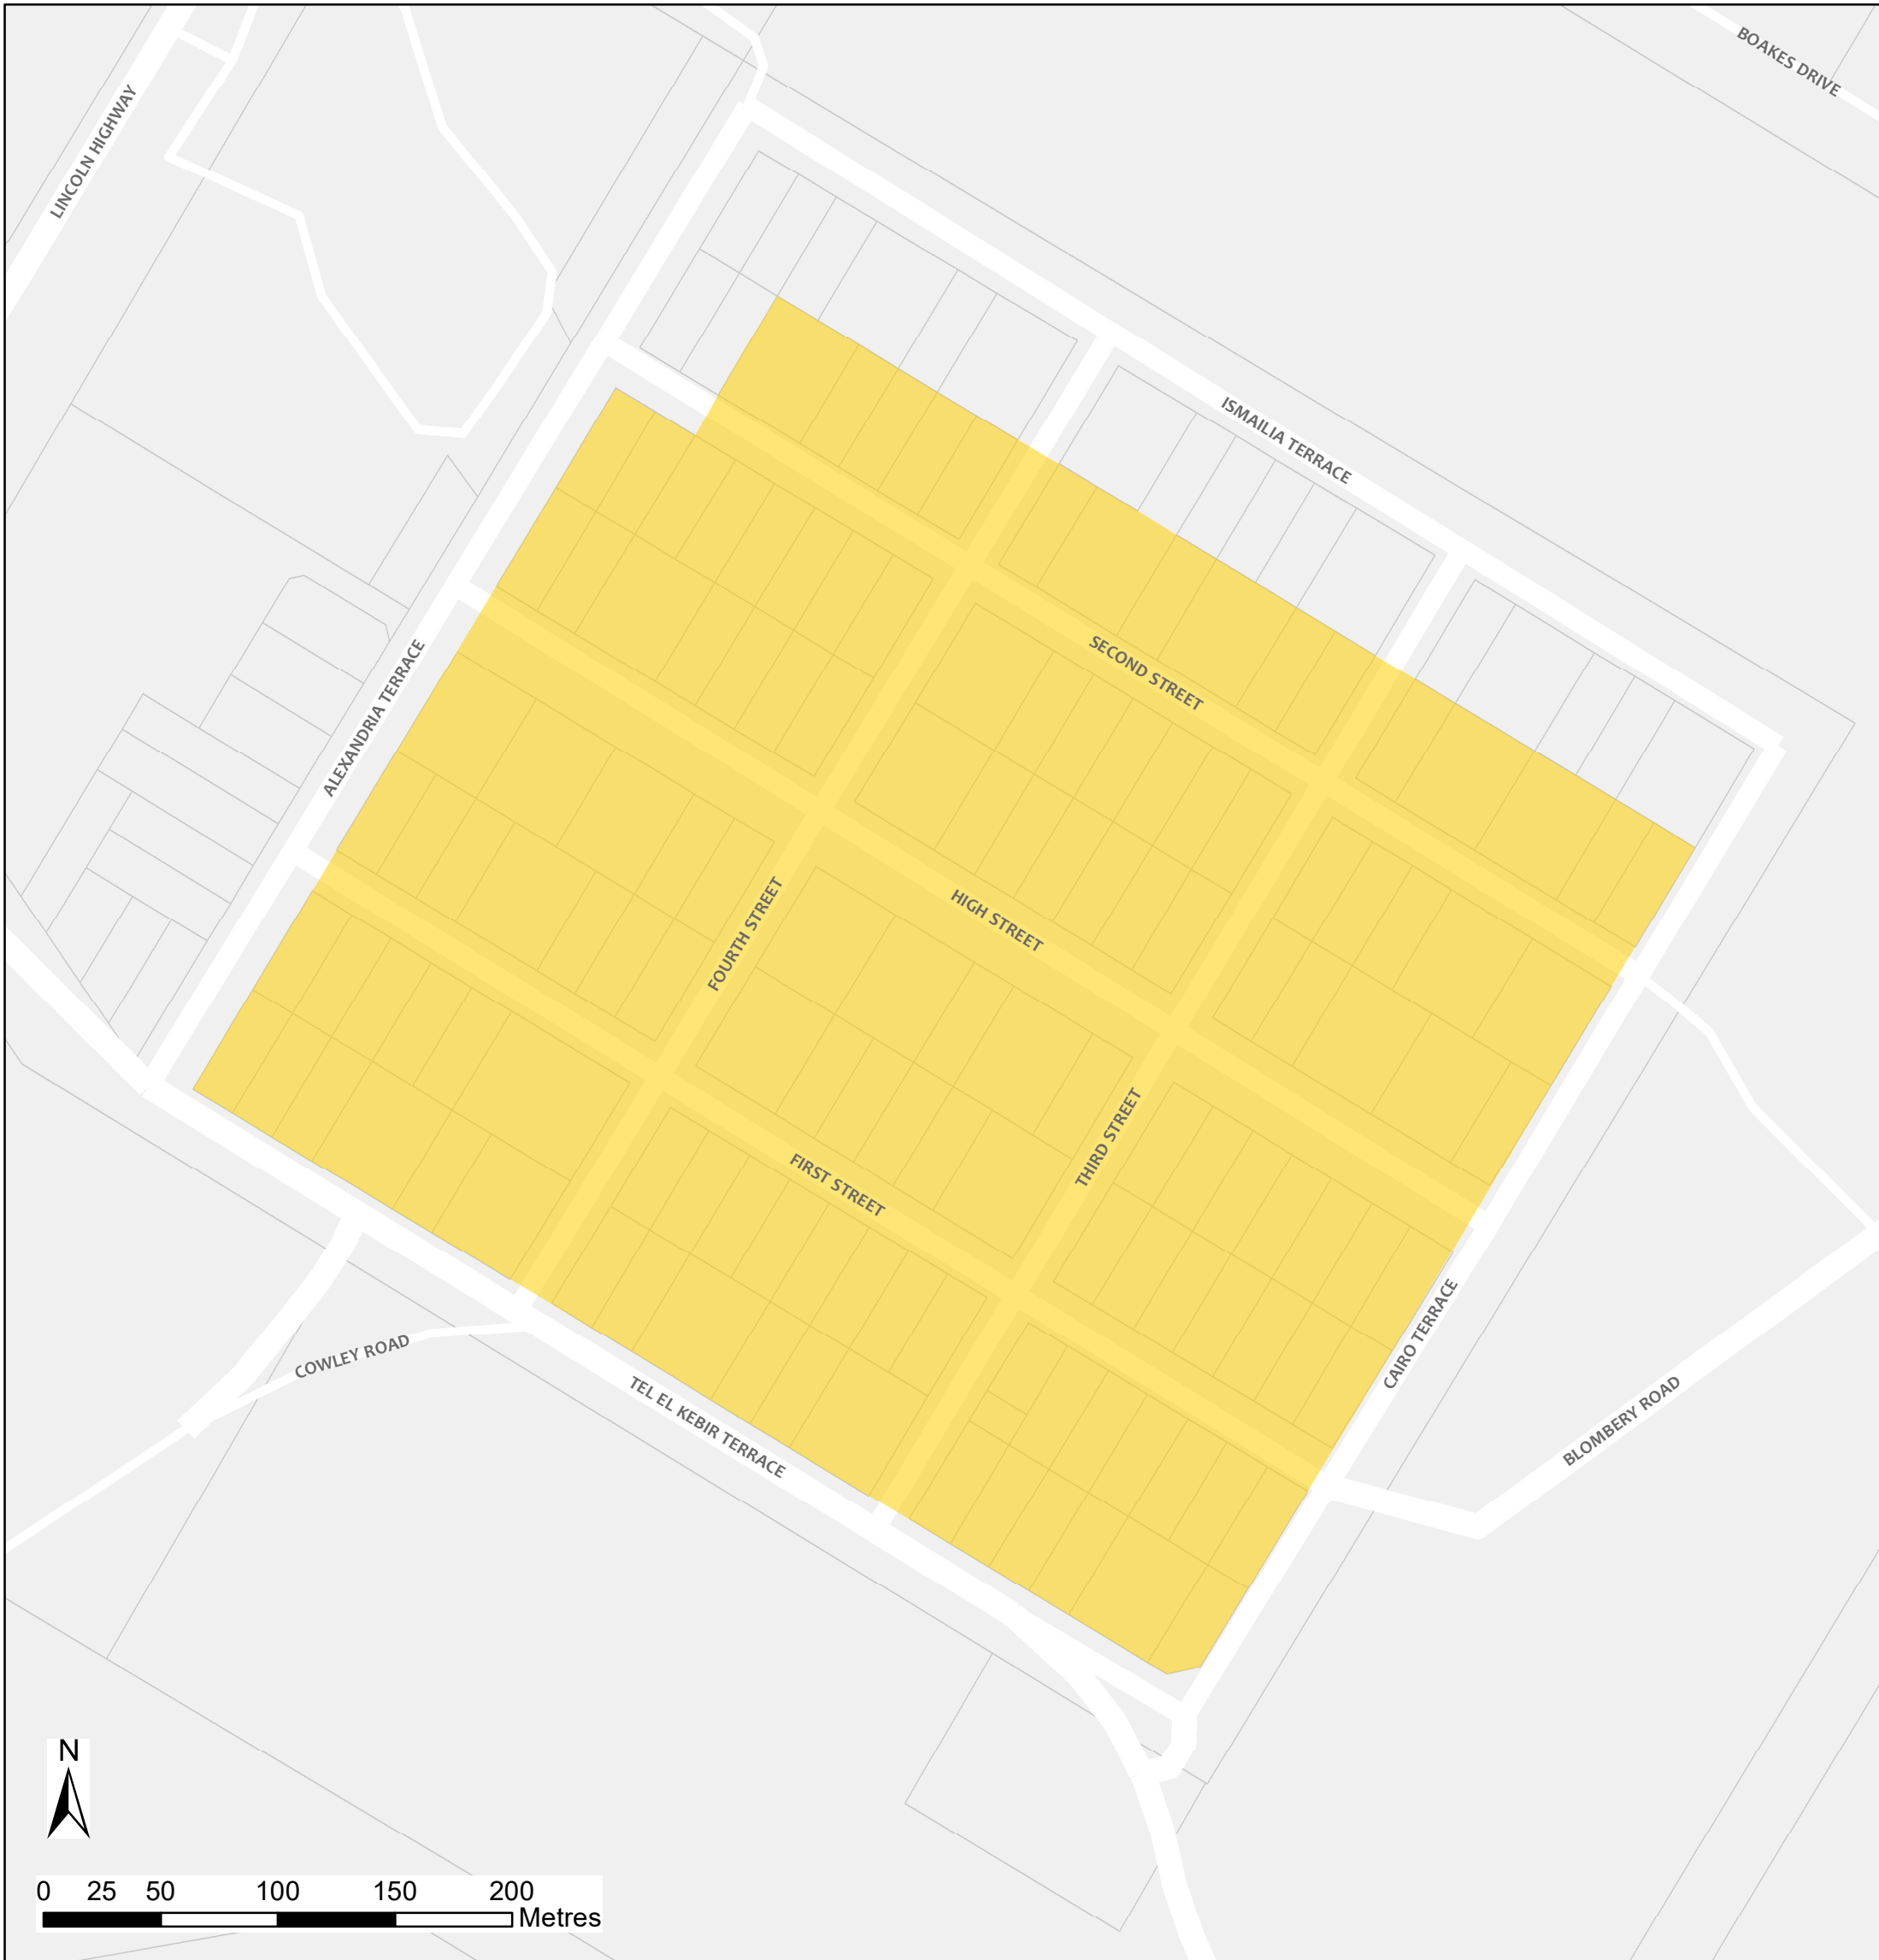 BOAKES DRIVE
LINCOLN HIGHWAY
ISMAILIA TERRACE
SECOND STREET
ALEXANDRIA TERRACE
HIGH STREET
FOURTH STREET
THIRD STREET
FIRST STREET
CAIRO TERRACE
COWLEY ROAD
BLOMBERY ROAD
TEL EL KEBIR TERRACE
N
0 25 50 100 150 200
Metres